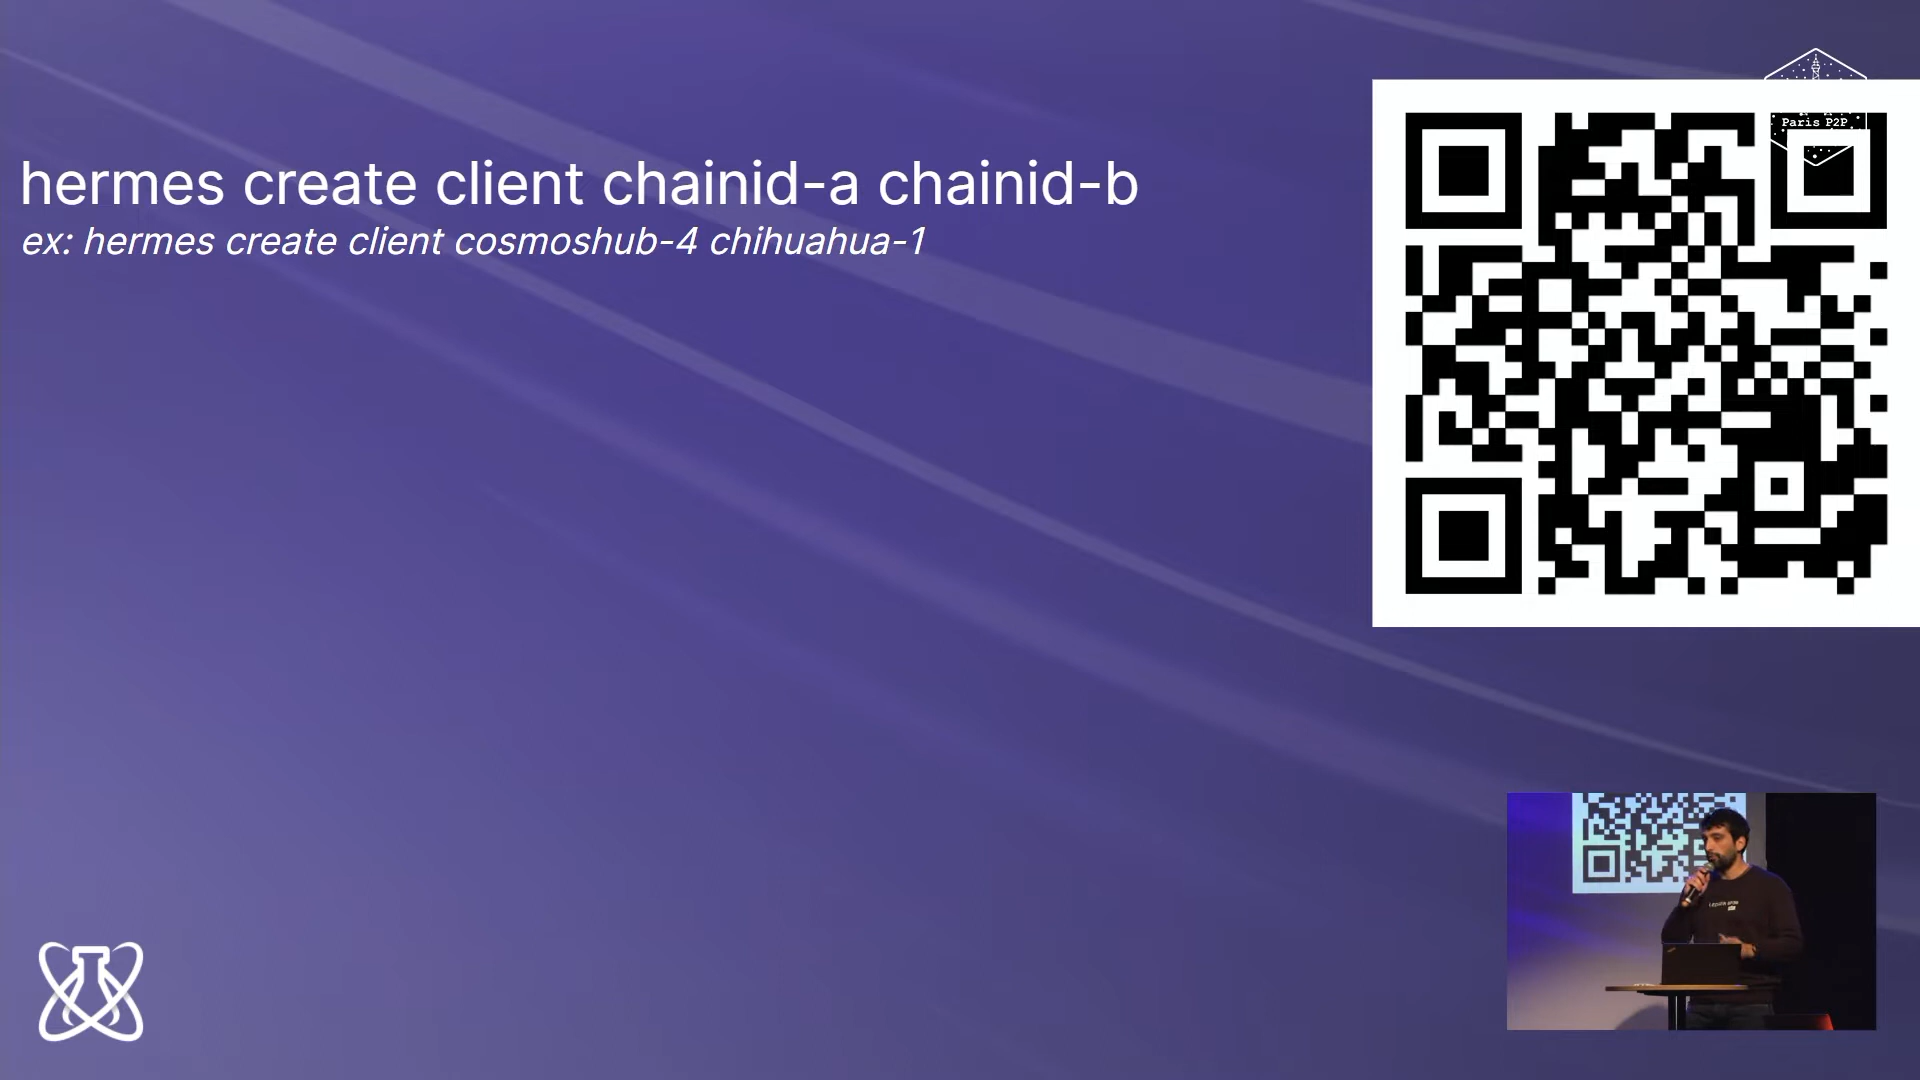 hermes create client chainid-a chainid-b
ex: hermes create client cosmoshub-4 chihuahua-1
Paris P2P